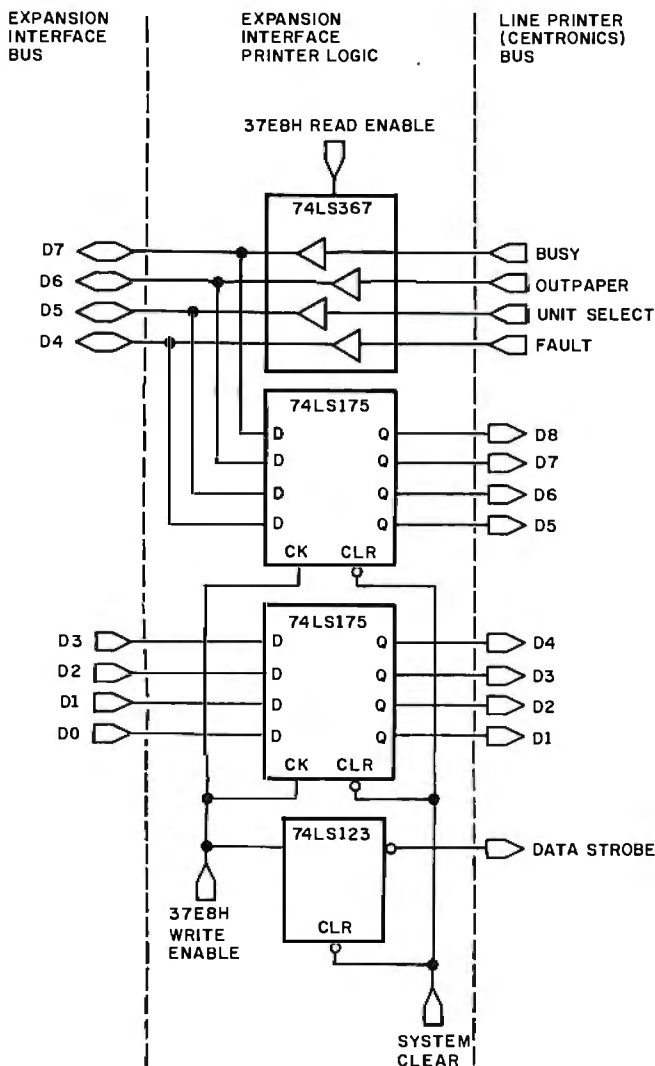 EXPANSION
INTERFACE
BUS
EXPANSION
INTERFACE
PRINTER LOGIC
LINE PRINTER
(CENTRONICS)
BUS
37E8H READ ENABLE
74LS367
D7
BUSY
D6
OUTPAPER
D5
UNIT SELECT
D4
FAULT
74LS175
D Q D8
D Q D7
D Q D6
D Q D5
CK CLR
74LS175
D3 D Q D4
D2 D Q D3
D1 D Q D2
D0 D Q D1
CK CLR
74LS123
DATA STROBE
CLR
37E8H
WRITE
ENABLE
SYSTEM
CLEAR